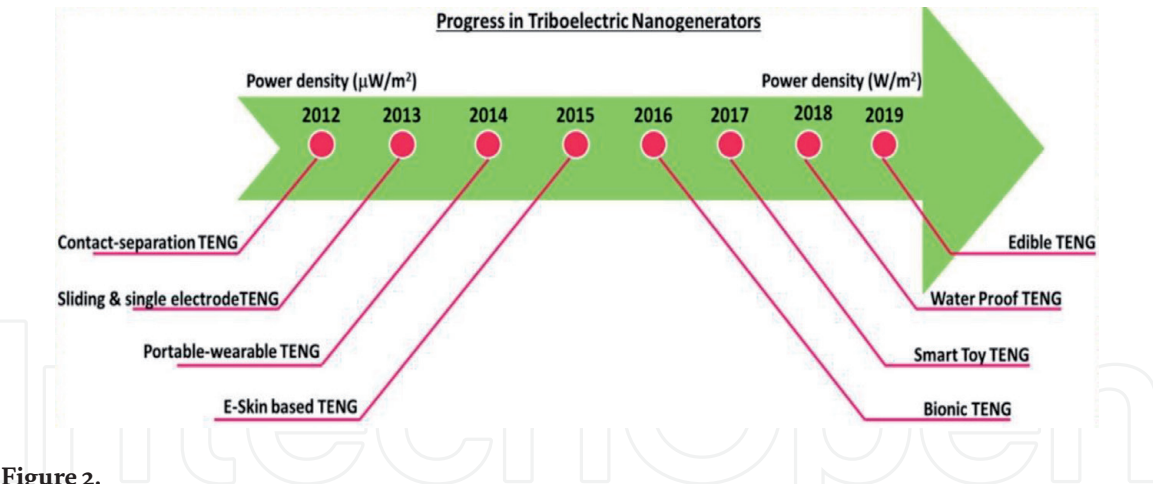 Progress in Triboelectric Nanogenerators
Power density (μW/m²)
Power density (W/m²)
2012 2013 2014 2015 2016 2017 2018 2019
Contact-separation TENG
Edible TENG
Sliding & single electrodeTENG
Water Proof TENG
Portable-wearable TENG
Smart Toy TENG
E-Skin based TENG
Bionic TENG
IntechOpen
Figure 2.